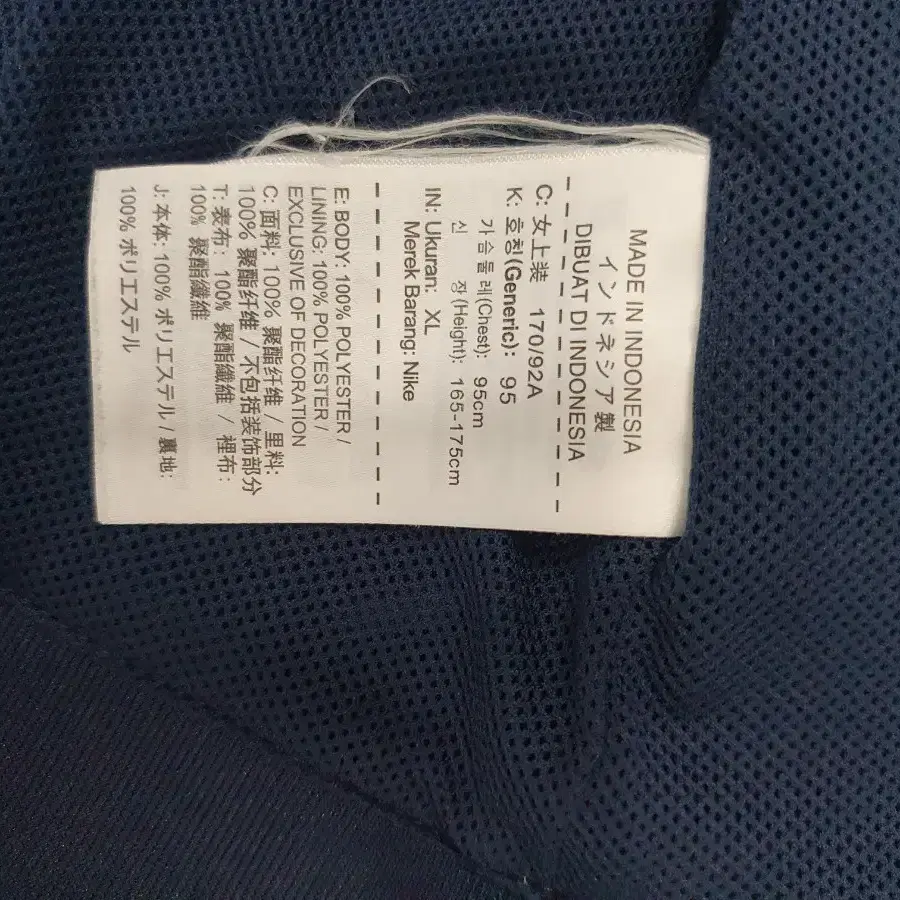 MADE IN INDONESIA
インドネシア製
DIBUAT DI INDONESIA
C: 女上装 170/92A
K: 호칭(Generic): 95
가슴둘레(Chest): 95cm
신 장(Height): 165-175cm
IN: Ukuran: XL
Merek Barang: Nike
E: BODY: 100% POLYESTER /
LINING: 100% POLYESTER /
EXCLUSIVE OF DECORATION
C: 面料: 100% 聚酯纤维 / 里料:
100% 聚酯纤维 / 不包括装饰部分
T: 表布: 100% 聚酯纖維 / 裡布:
100% 聚酯纖維
J: 本体: 100% ポリエステル / 裏地:
100% ポリエステル